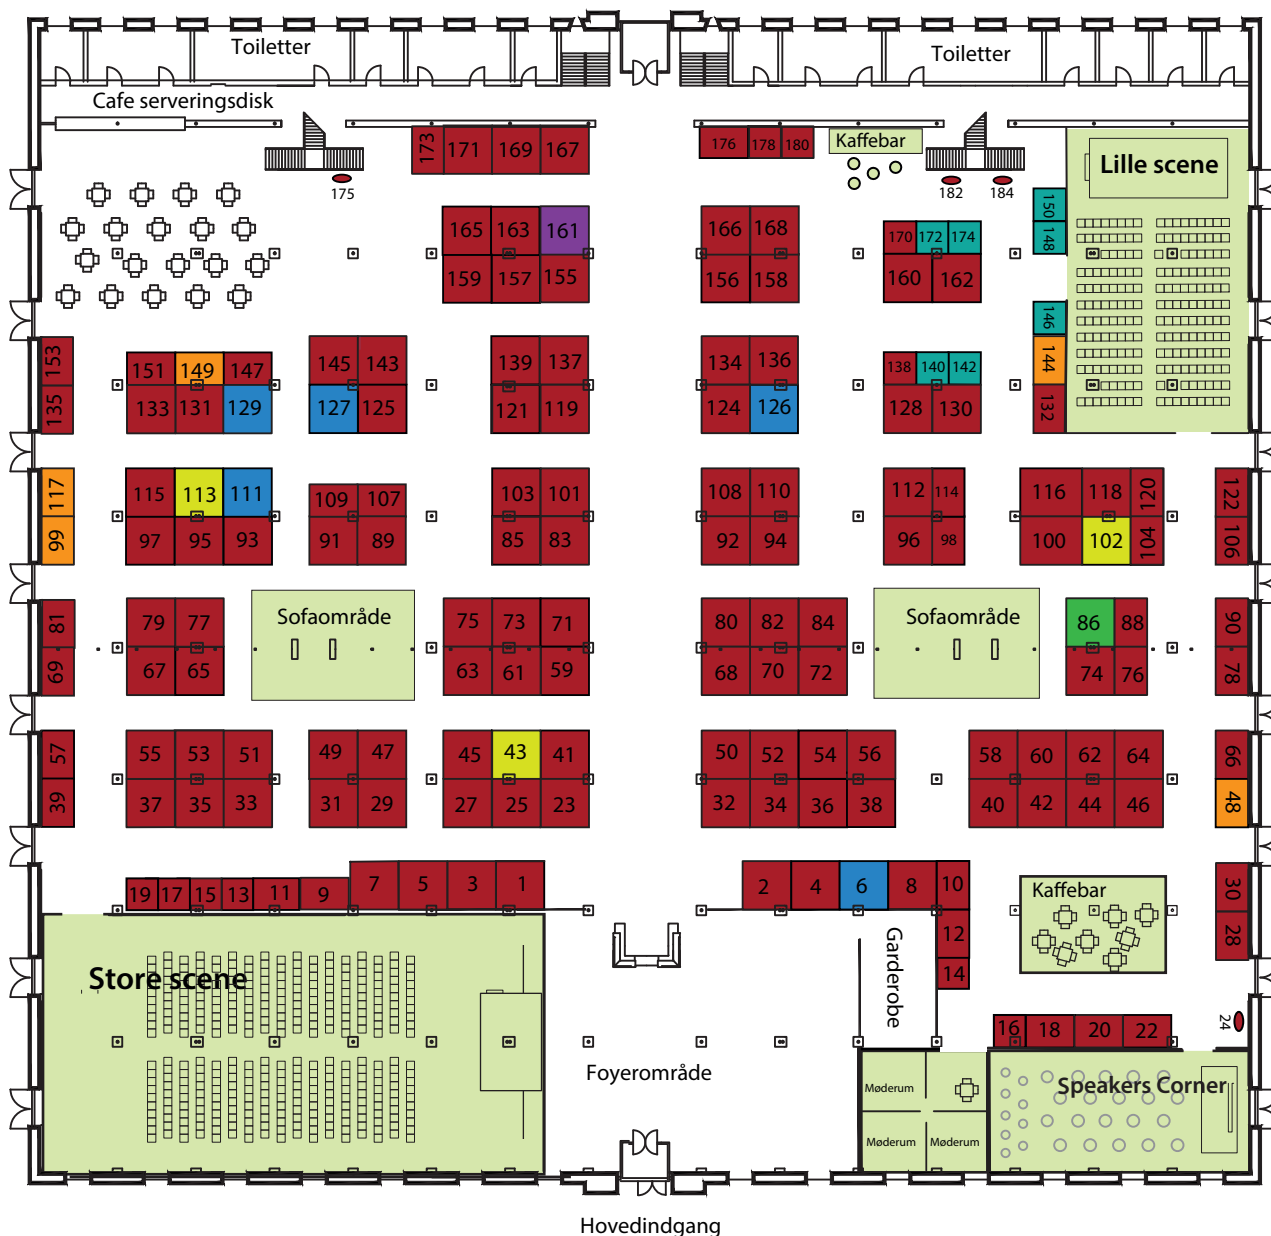 Toiletter
Toiletter
Cafe serveringsdisk
Kaffebar
Lille scene
173 171 169 167
176 178 180
175
182 184
150
148
165 163 161
166 168
170 172 174
159 157 155
156 158
160 162
146
144
132
153
135
151 149 147
145 143
139 137
134 136
138 140 142
133 131 129
127 125
121 119
124 126
128 130
117
99
115 113 111
109 107
103 101
108 110
112 114
116 118 120
122
97 95 93
91 89
85 83
92 94
96 98
100 102 104
106
81
69
79 77
Sofaområde
75 73 71
80 82 84
Sofaområde
86 88
90
67 65
63 61 59
68 70 72
74 76
78
57
39
55 53 51
49 47
45 43 41
50 52 54 56
58 60 62 64
66
37 35 33
31 29
27 25 23
32 34 36 38
40 42 44 46
48
19 17 15 13 11 9 7 5 3 1
2 4 6 8 10
12
14
Kaffebar
30
28
Garderobe
Store scene
16 18 20 22
24
Foyerområde
Møderum
Møderum
Møderum
Speakers Corner
Hovedindgang